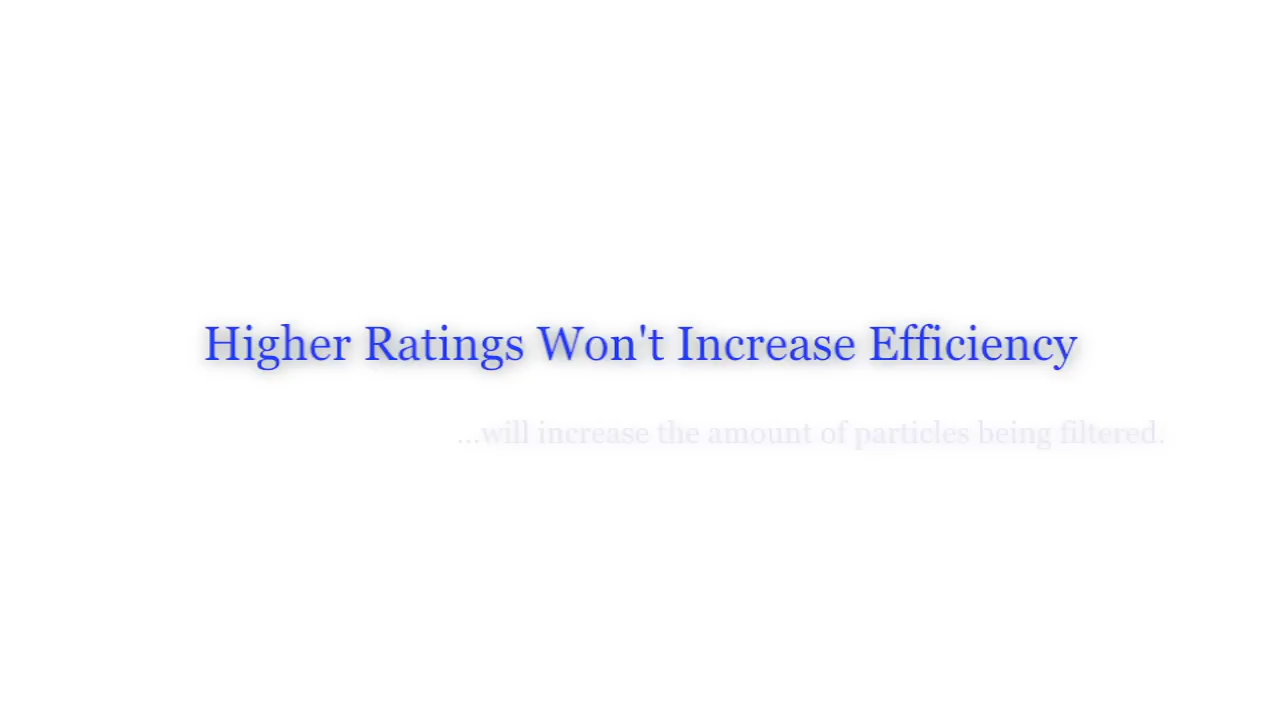 Higher Ratings Won't Increase Efficiency
...will increase the amount of particles being filtered.